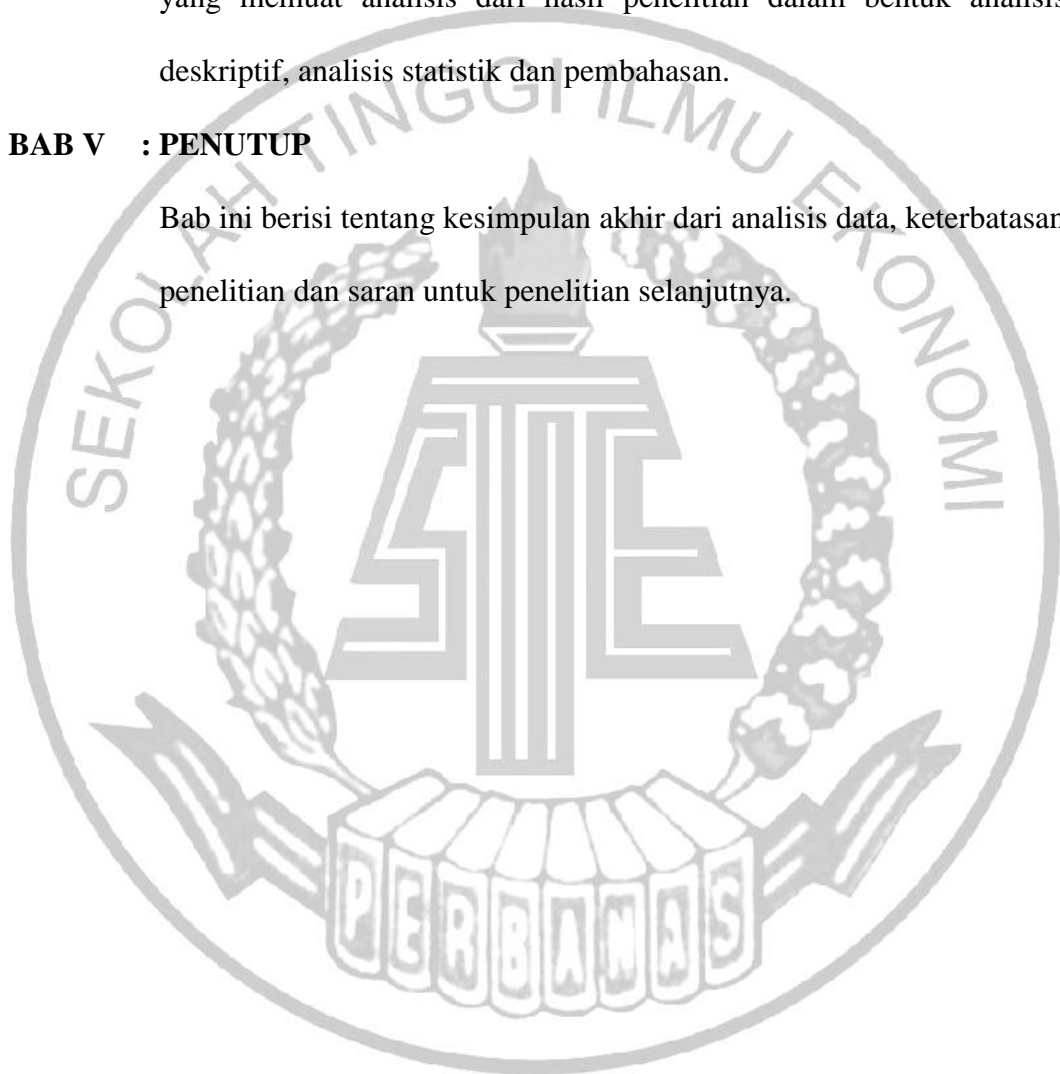 yang memuat analisis dari hasil penelitian dalam bentuk analisis
deskriptif, analisis statistik dan pembahasan.
BAB V : PENUTUP
Bab ini berisi tentang kesimpulan akhir dari analisis data, keterbatasan
penelitian dan saran untuk penelitian selanjutnya.
SEKOLAH TINGGI ILMU EKONOMI
STIE
PERBANAS